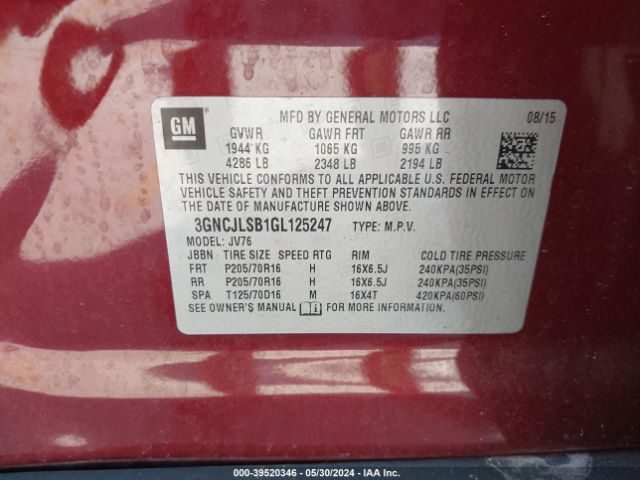 GM
MFD BY GENERAL MOTORS LLC 08/15
GVWR GAWR FRT GAWR RR
1944 KG 1065 KG 995 KG
4286 LB 2348 LB 2194 LB
THIS VEHICLE CONFORMS TO ALL APPLICABLE U.S. FEDERAL MOTOR
VEHICLE SAFETY AND THEFT PREVENTION STANDARDS IN EFFECT ON
THE DATE OF MANUFACTURE SHOWN ABOVE.
3GNCJLSB1GL125247 TYPE: M.P.V.
MODEL: JV76
JBBN TIRE SIZE SPEED RTG RIM COLD TIRE PRESSURE
FRT P205/70R16 H 16X6.5J 240KPA(35PSI)
RR P205/70R16 H 16X6.5J 240KPA(35PSI)
SPA T125/70D16 M 16X4T 420KPA(60PSI)
SEE OWNER'S MANUAL FOR MORE INFORMATION.
000-39520346 - 05/30/2024 - IAA Inc.